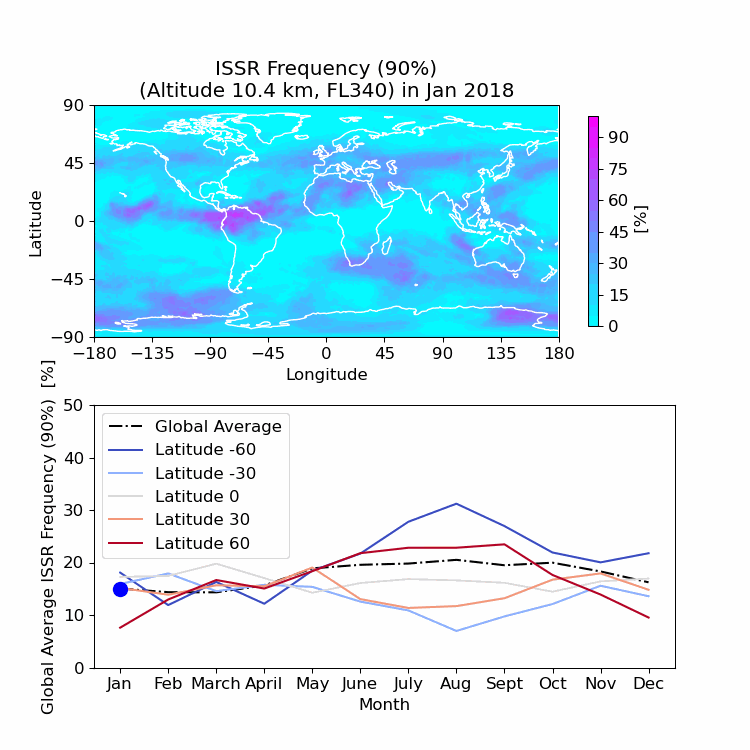 ISSR Frequency (90%)
(Altitude 10.4 km, FL340) in Jan 2018
90
45
0
−45
−90
Latitude
−180 −135 −90 −45 0 45 90 135 180
Longitude
90
75
60
45
30
15
0
[%]
50
40
30
20
10
0
Global Average ISSR Frequency (90%) [%]
Global Average
Latitude -60
Latitude -30
Latitude 0
Latitude 30
Latitude 60
Jan Feb March April May June July Aug Sept Oct Nov Dec
Month